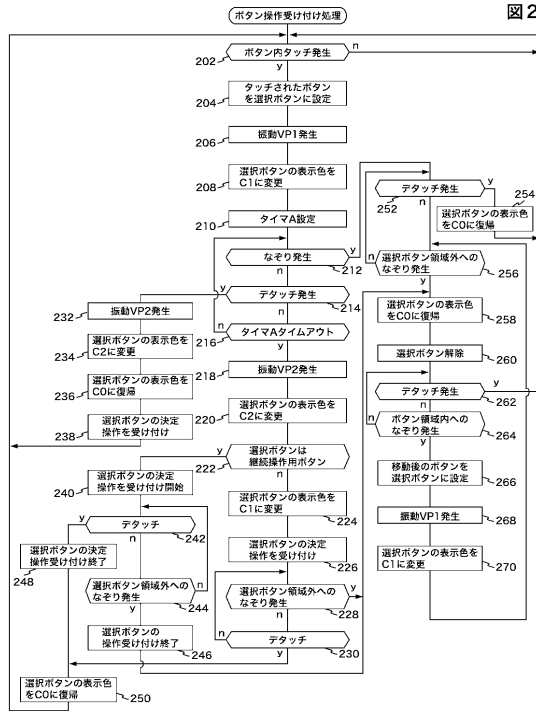 図2
ボタン操作受け付け処理
ボタン内タッチ発生
n
202
y
タッチされたボタン
を選択ボタンに設定
204
振動VP1発生
206
選択ボタンの表示色を
C1に変更
208
タイマA設定
210
なぞり発生
y
212
n
y
デタッチ発生
214
n
n
タイマAタイムアウト
216
y
振動VP2発生
218
選択ボタンの表示色を
C2に変更
220
y
選択ボタンは
継続操作用ボタン
222
n
選択ボタンの表示色を
C1に変更
224
選択ボタンの決定
操作を受け付け
226
選択ボタン領域外への
なぞり発生
y
228
n
n
デタッチ
230
y
振動VP2発生
232
選択ボタンの表示色を
C2に変更
234
選択ボタンの表示色を
C0に復帰
236
選択ボタンの決定
操作を受け付け
238
選択ボタンの決定
操作を受け付け開始
240
y
デタッチ
242
n
選択ボタンの決定
操作受け付け終了
248
選択ボタン領域外への
なぞり発生
n
244
y
選択ボタンの
操作受け付け終了
246
選択ボタンの表示色
をC0に復帰
250
デタッチ発生
y
252
n
254
選択ボタンの表示色
をC0に復帰
n
選択ボタン領域外への
なぞり発生
256
y
選択ボタンの表示色
をC0に復帰
258
選択ボタン解除
260
デタッチ発生
y
262
n
n
ボタン領域内への
なぞり発生
264
y
移動後のボタンを
選択ボタンに設定
266
振動VP1発生
268
選択ボタンの表示色を
C1に変更
270